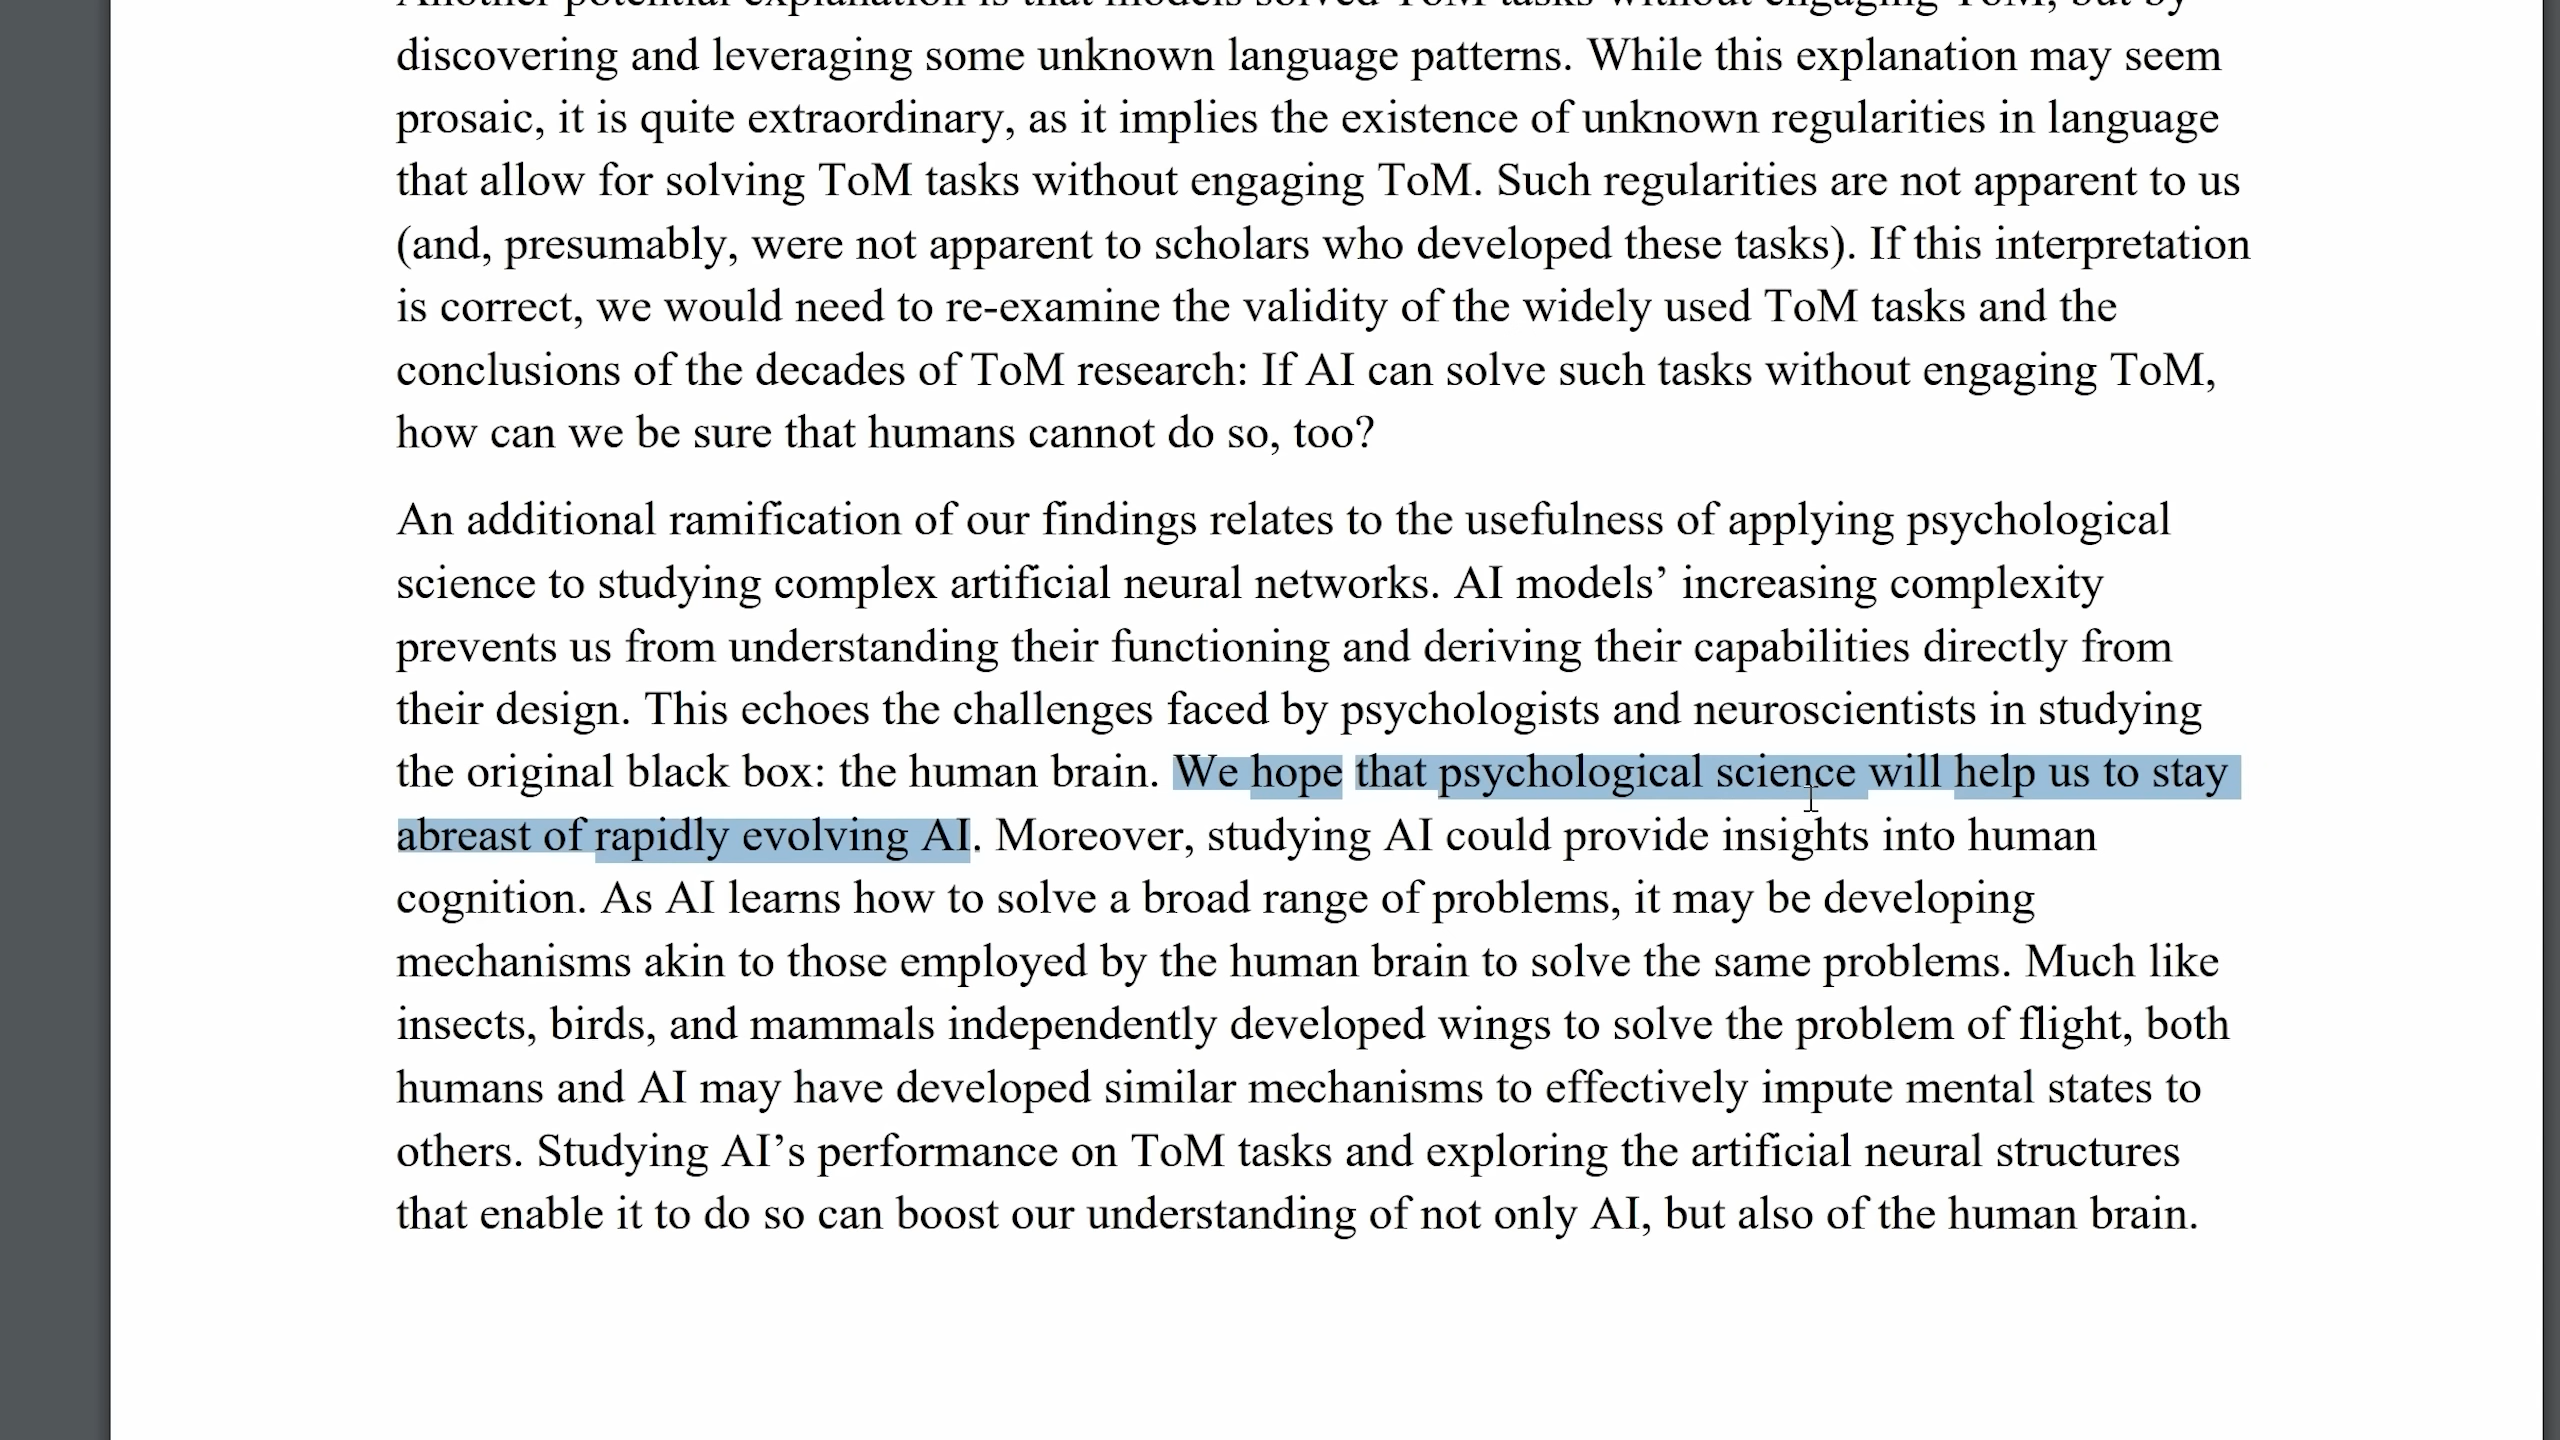 Another potential explanation is that models solved ToM tasks without engaging ToM, but by
discovering and leveraging some unknown language patterns. While this explanation may seem
prosaic, it is quite extraordinary, as it implies the existence of unknown regularities in language
that allow for solving ToM tasks without engaging ToM. Such regularities are not apparent to us
(and, presumably, were not apparent to scholars who developed these tasks). If this interpretation
is correct, we would need to re-examine the validity of the widely used ToM tasks and the
conclusions of the decades of ToM research: If AI can solve such tasks without engaging ToM,
how can we be sure that humans cannot do so, too?
An additional ramification of our findings relates to the usefulness of applying psychological
science to studying complex artificial neural networks. AI models’ increasing complexity
prevents us from understanding their functioning and deriving their capabilities directly from
their design. This echoes the challenges faced by psychologists and neuroscientists in studying
the original black box: the human brain. We hope that psychological science will help us to stay
abreast of rapidly evolving AI. Moreover, studying AI could provide insights into human
cognition. As AI learns how to solve a broad range of problems, it may be developing
mechanisms akin to those employed by the human brain to solve the same problems. Much like
insects, birds, and mammals independently developed wings to solve the problem of flight, both
humans and AI may have developed similar mechanisms to effectively impute mental states to
others. Studying AI’s performance on ToM tasks and exploring the artificial neural structures
that enable it to do so can boost our understanding of not only AI, but also of the human brain.